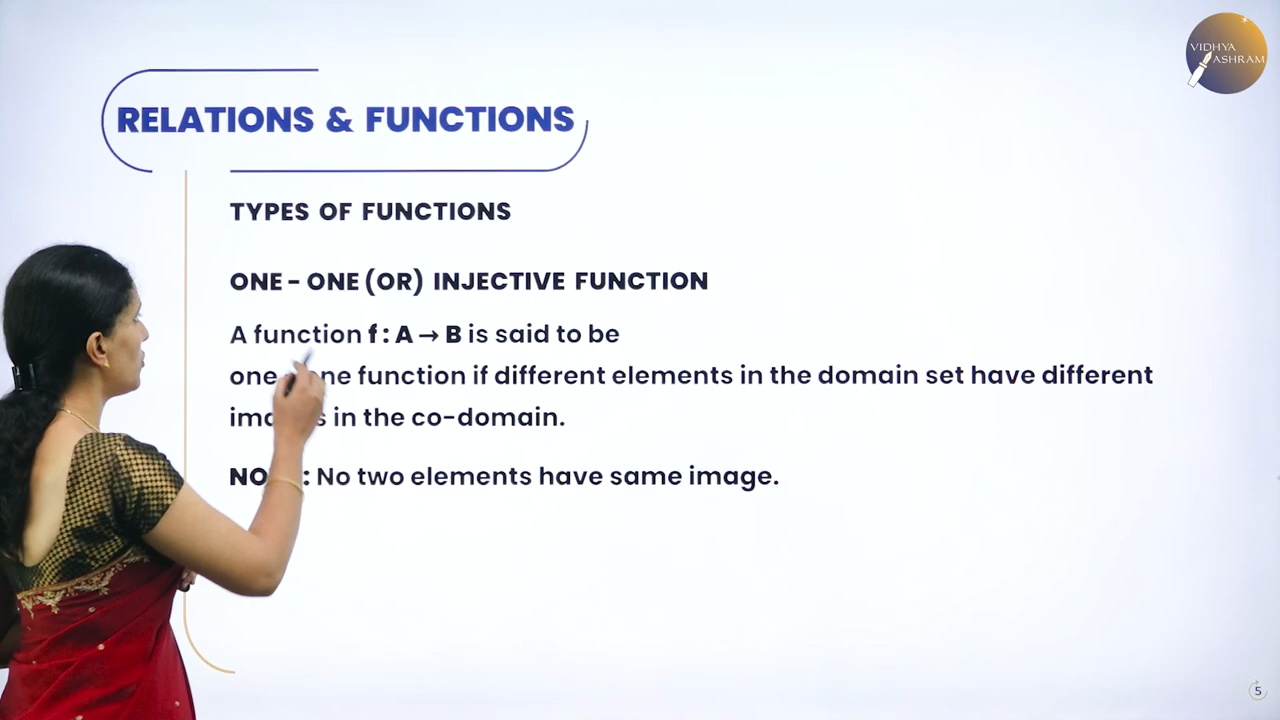 VIDHYA
ASHRAM
RELATIONS & FUNCTIONS
TYPES OF FUNCTIONS
ONE - ONE (OR) INJECTIVE FUNCTION
A function f : A → B is said to be
function if different elements in the domain set have different
in the co-domain.
: No two elements have same image.
5